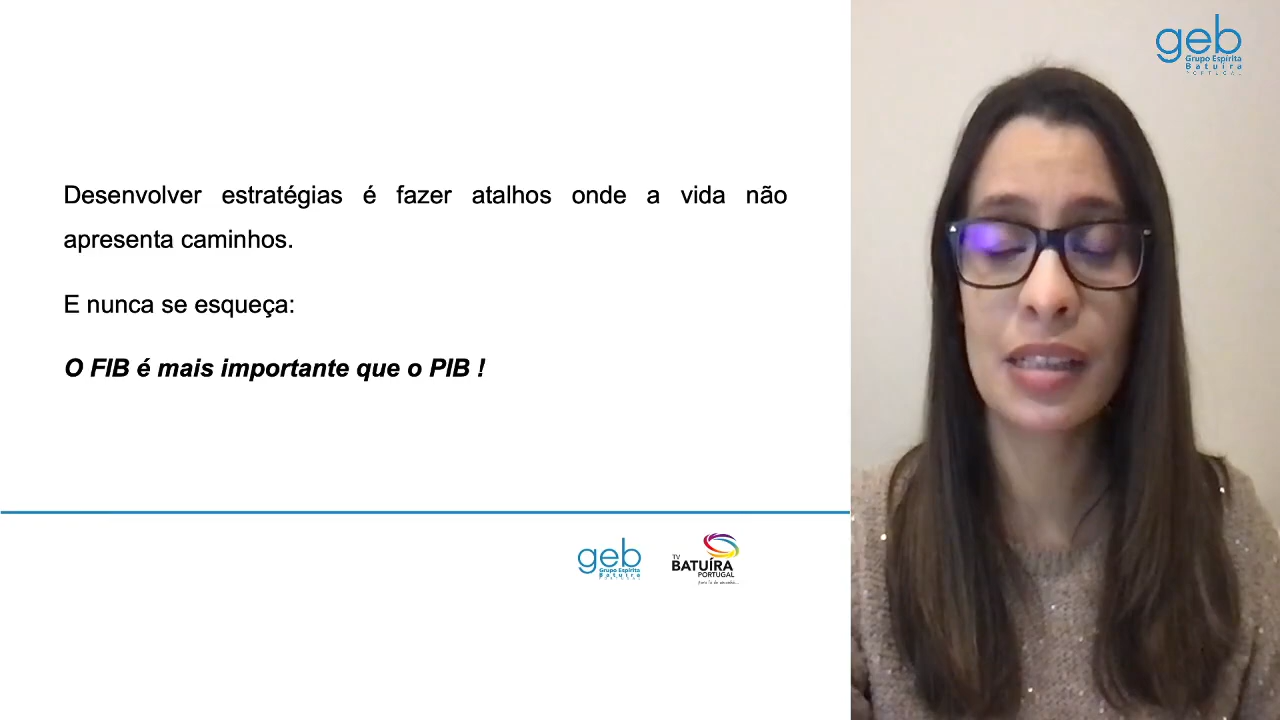 Desenvolver estratégias é fazer atalhos onde a vida não
apresenta caminhos.
E nunca se esqueça:
O FIB é mais importante que o PIB !
geb
Grupo Espírita
Batuíra
PORTUGAL
geb
Grupo Espírita
Batuíra
TV
BATUÍRA
PORTUGAL